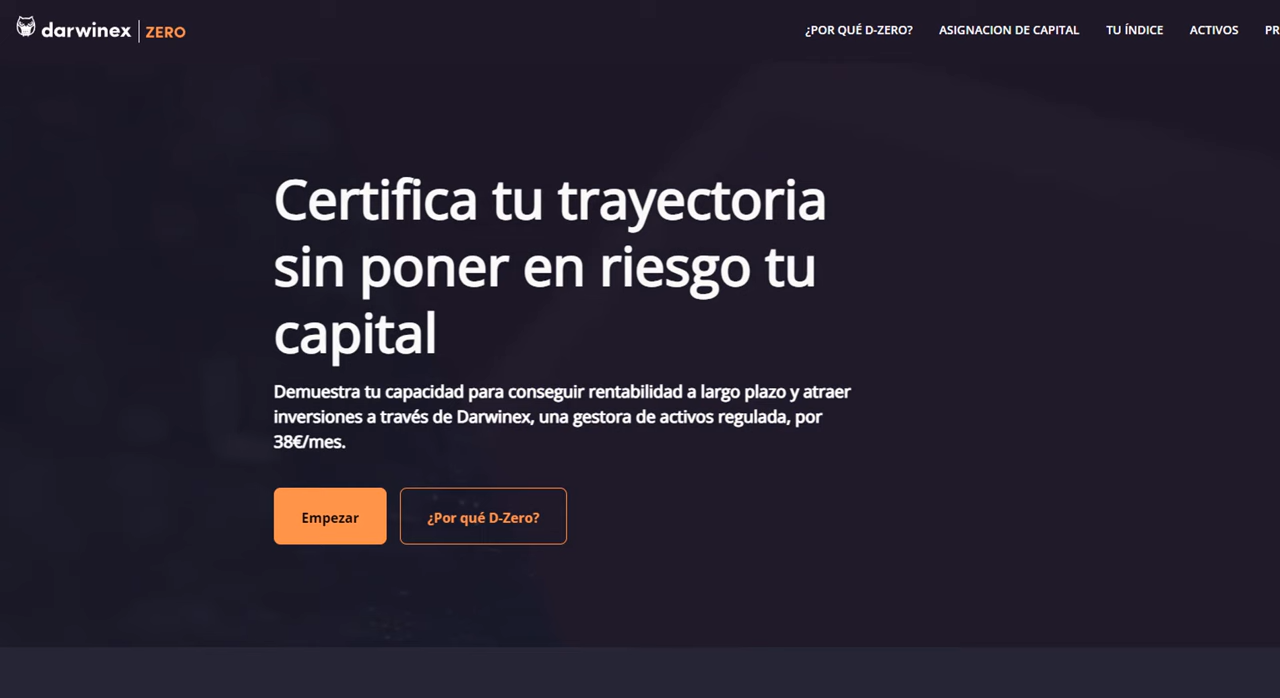 darwinex ZERO
¿POR QUÉ D-ZERO? ASIGNACION DE CAPITAL TU ÍNDICE ACTIVOS
Certifica tu trayectoria
sin poner en riesgo tu
capital
Demuestra tu capacidad para conseguir rentabilidad a largo plazo y atraer
inversiones a través de Darwinex, una gestora de activos regulada, por
38€/mes.
Empezar ¿Por qué D-Zero?